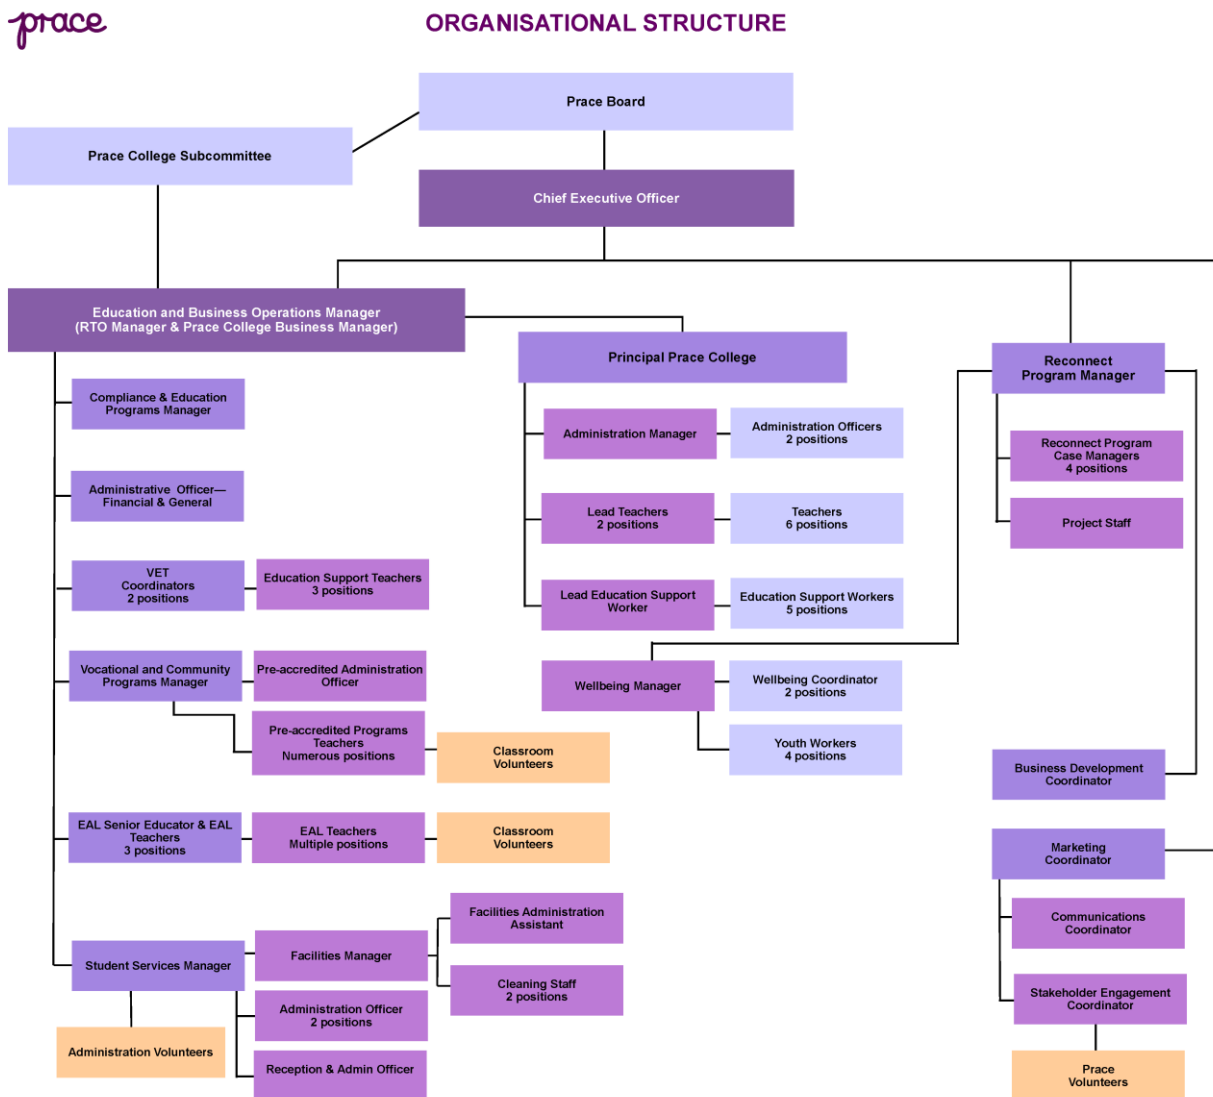 prace
ORGANISATIONAL STRUCTURE
Prace Board
Prace College Subcommittee
Chief Executive Officer
Education and Business Operations Manager
(RTO Manager & Prace College Business Manager)
Principal Prace College
Reconnect
Program Manager
Compliance & Education
Programs Manager
Administration Manager
Administration Officers
2 positions
Reconnect Program
Case Managers
4 positions
Administrative Officer—
Financial & General
Lead Teachers
2 positions
Teachers
6 positions
Project Staff
VET
Coordinators
2 positions
Education Support Teachers
3 positions
Lead Education Support
Worker
Education Support Workers
5 positions
Vocational and Community
Programs Manager
Pre-accredited Administration
Officer
Wellbeing Manager
Wellbeing Coordinator
2 positions
Pre-accredited Programs
Teachers
Numerous positions
Classroom
Volunteers
Youth Workers
4 positions
Business Development
Coordinator
EAL Senior Educator & EAL
Teachers
3 positions
EAL Teachers
Multiple positions
Classroom
Volunteers
Marketing
Coordinator
Facilities Administration
Assistant
Communications
Coordinator
Student Services Manager
Facilities Manager
Cleaning Staff
2 positions
Stakeholder Engagement
Coordinator
Administration Officer
2 positions
Administration Volunteers
Reception & Admin Officer
Prace
Volunteers